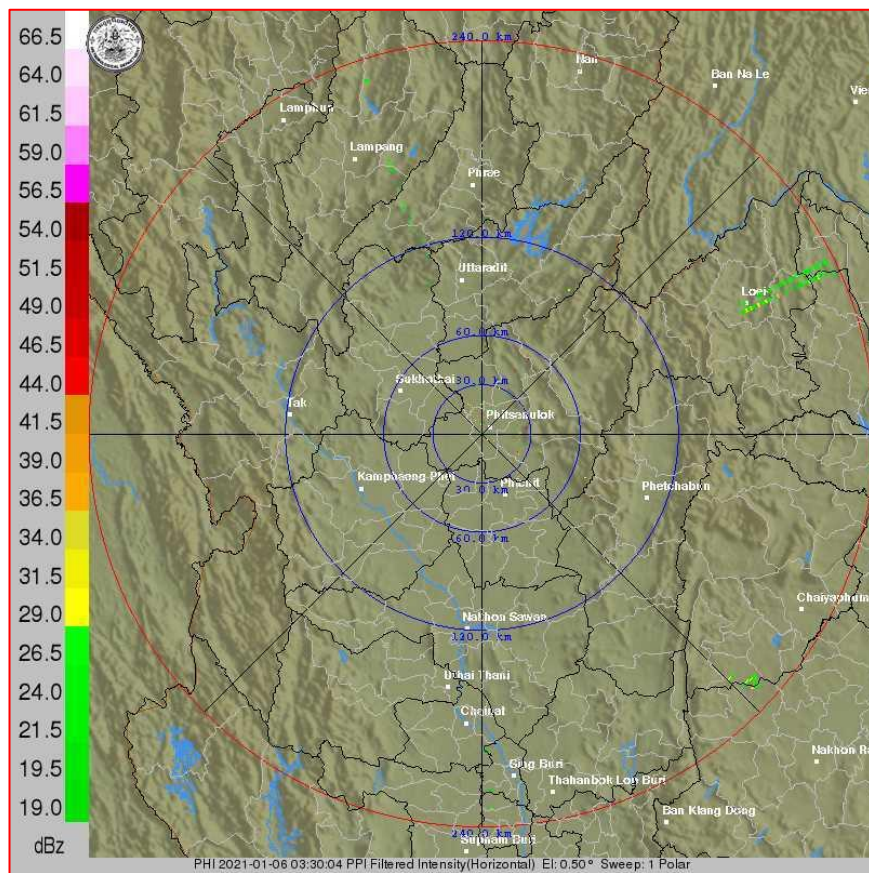 66.5
64.0
61.5
59.0
56.5
54.0
51.5
49.0
46.5
44.0
41.5
39.0
36.5
34.0
31.5
29.0
26.5
24.0
21.5
19.5
19.0
dBz
240.0 km
Nan
Ban Na Le
Vie
Lamphun
Lampang
Phrae
120.0 km
Uttaradit
Loei
60.0 km
30.0 km
Sukhothai
Tak
Phitsanulok
Kamphaeng Phet
Phichit
30.0 km
Phetchabun
60.0 km
Chaiyaphum
Nakhon Sawan
120.0 km
Uthai Thani
Chainat
Sing Buri
Nakhon Ra
Thahanbok Lop Buri
Ban Klang Dong
240.0 km
Suphan Buri
PHI 2021-01-06 03:30:04 PPI Filtered Intensity(Horizontal) El: 0.50° Sweep: 1 Polar